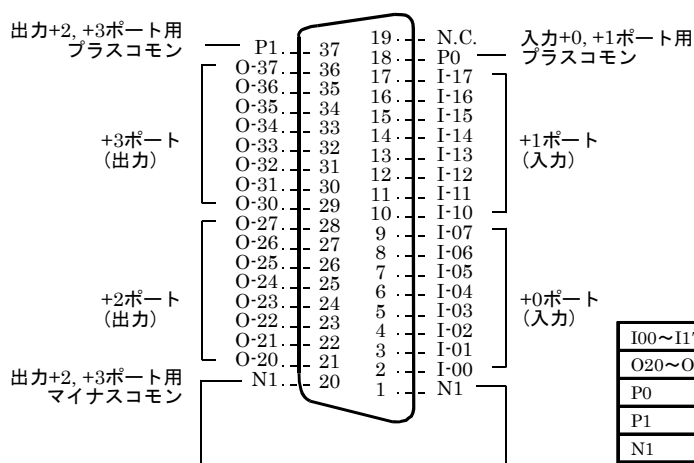 出力+2, +3ポート用
プラスコモン
P1 37
O-37 36
O-36 35
O-35 34
O-34 33
O-33 32
O-32 31
O-31 30
O-30 29
O-27 28
O-26 27
O-25 26
O-24 25
O-23 24
O-22 23
O-21 22
O-20 21
N1 20
+3ポート
(出力)
+2ポート
(出力)
出力+2, +3ポート用
マイナスコモン
19 N.C.
18 P0
17 I-17
16 I-16
15 I-15
14 I-14
13 I-13
12 I-12
11 I-11
10 I-10
9 I-07
8 I-06
7 I-05
6 I-04
5 I-03
4 I-02
3 I-01
2 I-00
1 N1
入力+0, +1ポート用
プラスコモン
+1ポート
(入力)
+0ポート
(入力)
I00～I1
O20～O
P0
P1
N1